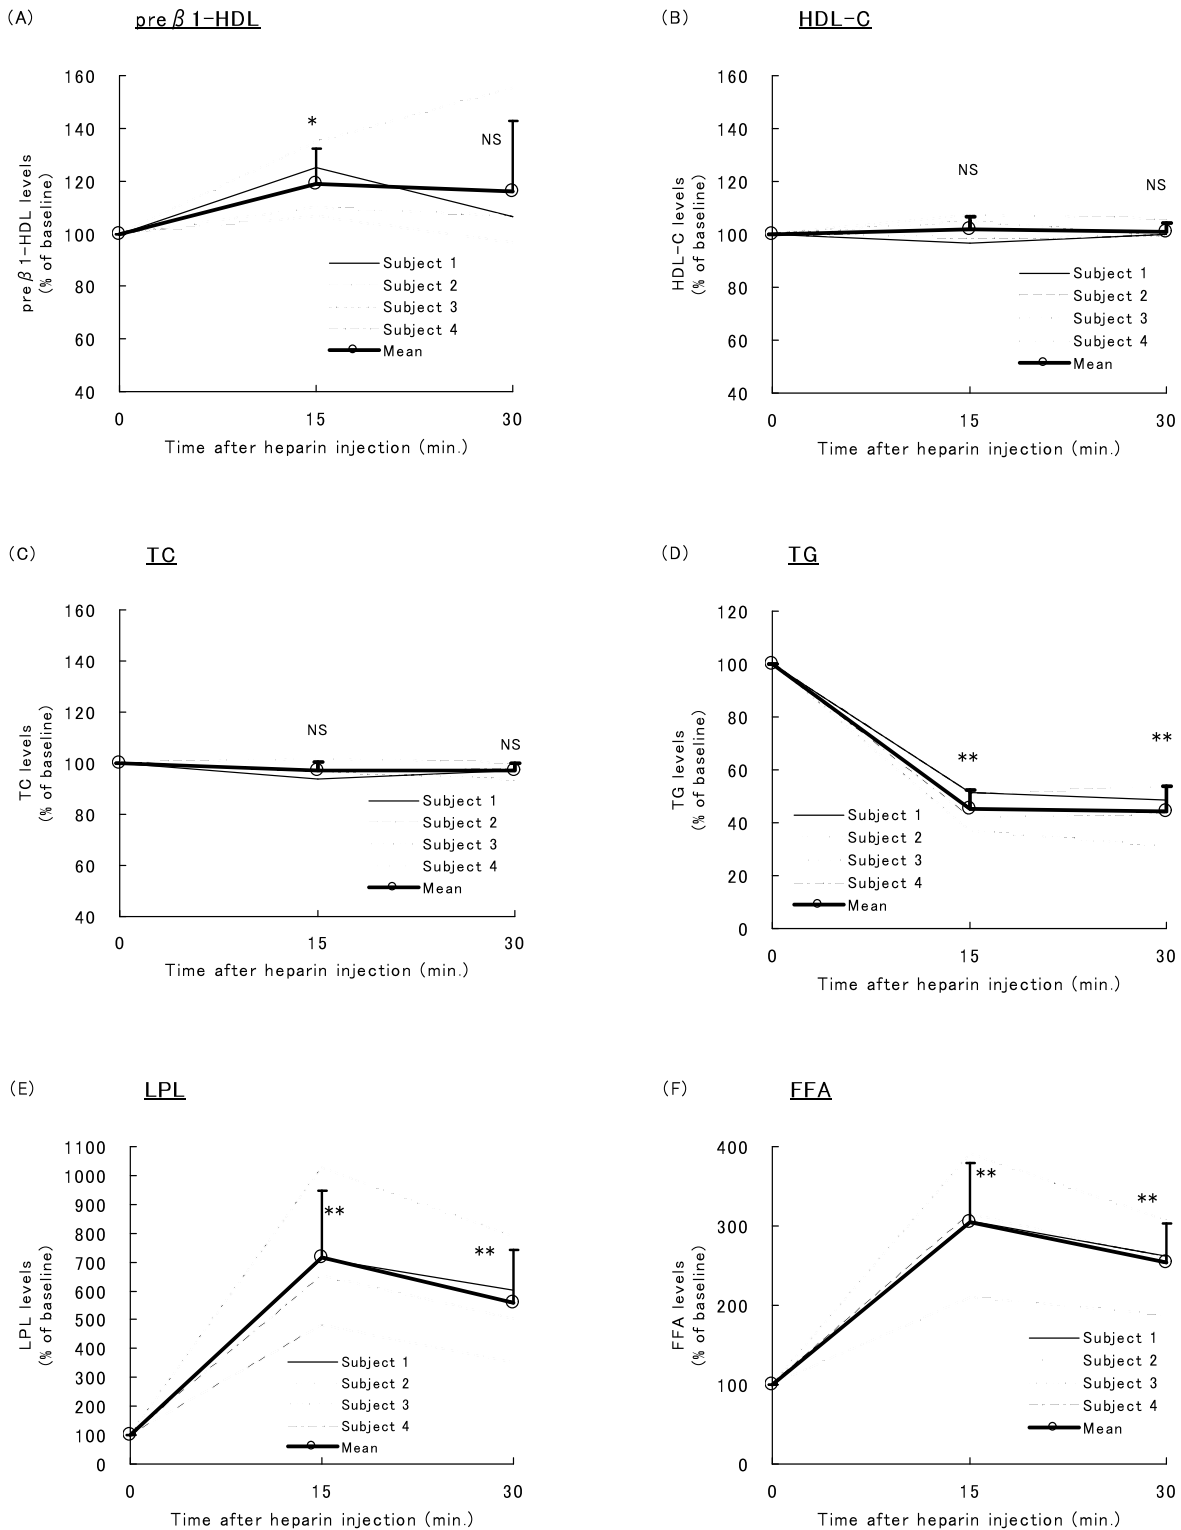 (A) preβ1-HDL
160
140
120
100
80
60
40
preβ1-HDL levels
(% of baseline)
*
NS
Subject 1
Subject 2
Subject 3
Subject 4
Mean
0 15 30
Time after heparin injection (min.)
(B) HDL-C
160
140
120
100
80
60
40
HDL-C levels
(% of baseline)
NS
NS
Subject 1
Subject 2
Subject 3
Subject 4
Mean
0 15 30
Time after heparin injection (min.)
(C) TC
160
140
120
100
80
60
40
TC levels
(% of baseline)
NS
NS
Subject 1
Subject 2
Subject 3
Subject 4
Mean
0 15 30
Time after heparin injection (min.)
(D) TG
120
100
80
60
40
20
0
TG levels
(% of baseline)
**
**
Subject 1
Subject 2
Subject 3
Subject 4
Mean
0 15 30
Time after heparin injection (min.)
(E) LPL
1100
1000
900
800
700
600
500
400
300
200
100
0
LPL levels
(% of baseline)
**
**
Subject 1
Subject 2
Subject 3
Subject 4
Mean
0 15 30
Time after heparin injection (min.)
(F) FFA
400
300
200
100
0
FFA levels
(% of baseline)
**
**
Subject 1
Subject 2
Subject 3
Subject 4
Mean
0 15 30
Time after heparin injection (min.)